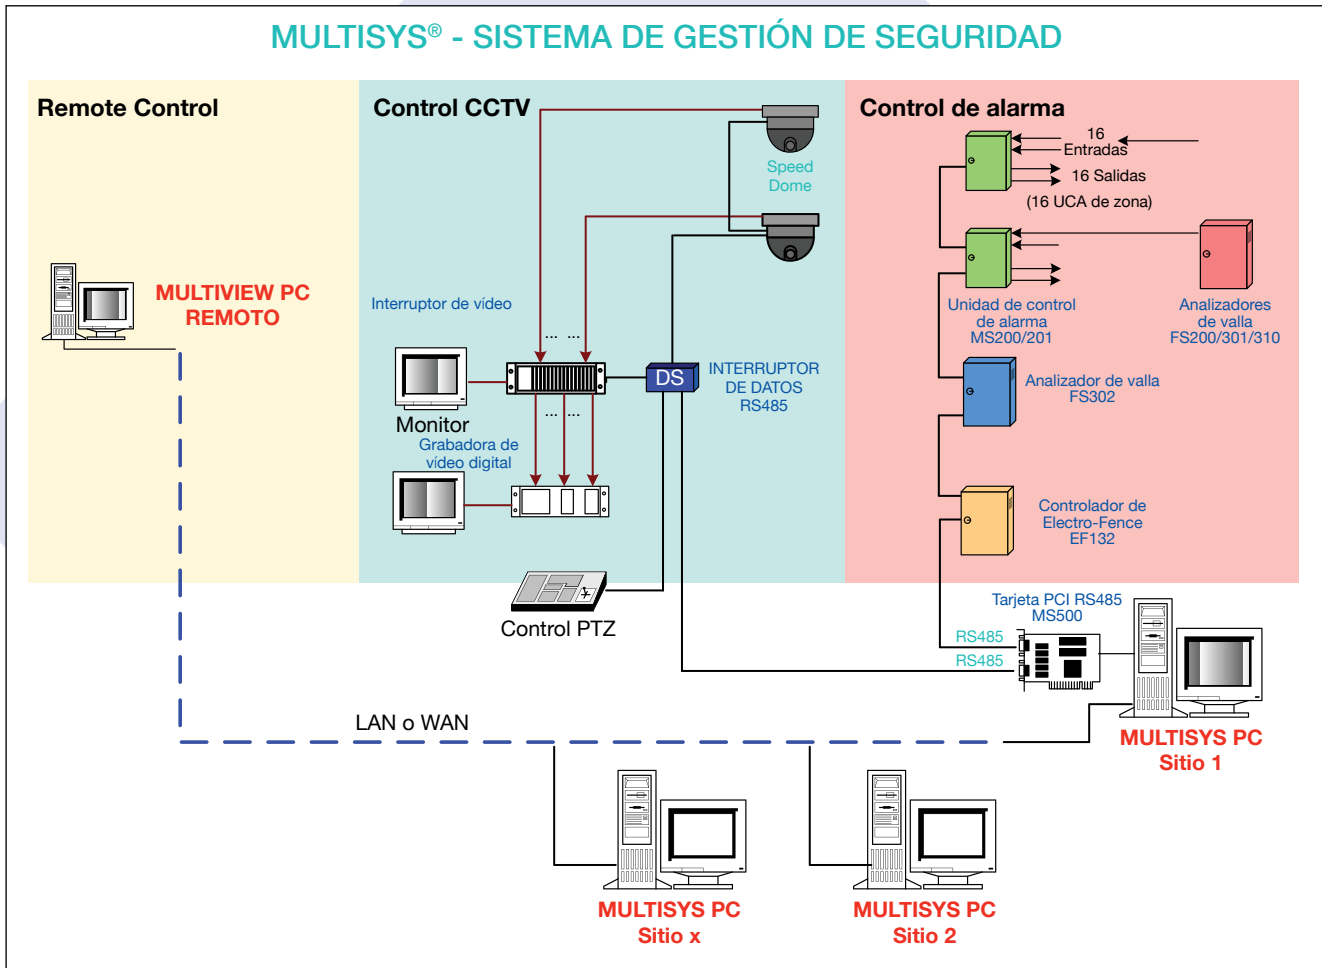 MULTISYS® - SISTEMA DE GESTIÓN DE SEGURIDAD
Remote Control
Control CCTV
Control de alarma
16
Entradas
16 Salidas
(16 UCA de zona)
Speed
Dome
MULTIVIEW PC
REMOTO
Interruptor de vídeo
... ...
Unidad de control
de alarma
MS200/201
Analizadores
de valla
FS200/301/310
DS
INTERRUPTOR
DE DATOS
RS485
Analizador de valla
FS302
... ...
Monitor
Grabadora de
vídeo digital
Controlador de
Electro-Fence
EF132
Control PTZ
Tarjeta PCI RS485
MS500
RS485
RS485
LAN o WAN
MULTISYS PC
Sitio 1
MULTISYS PC
Sitio x
MULTISYS PC
Sitio 2